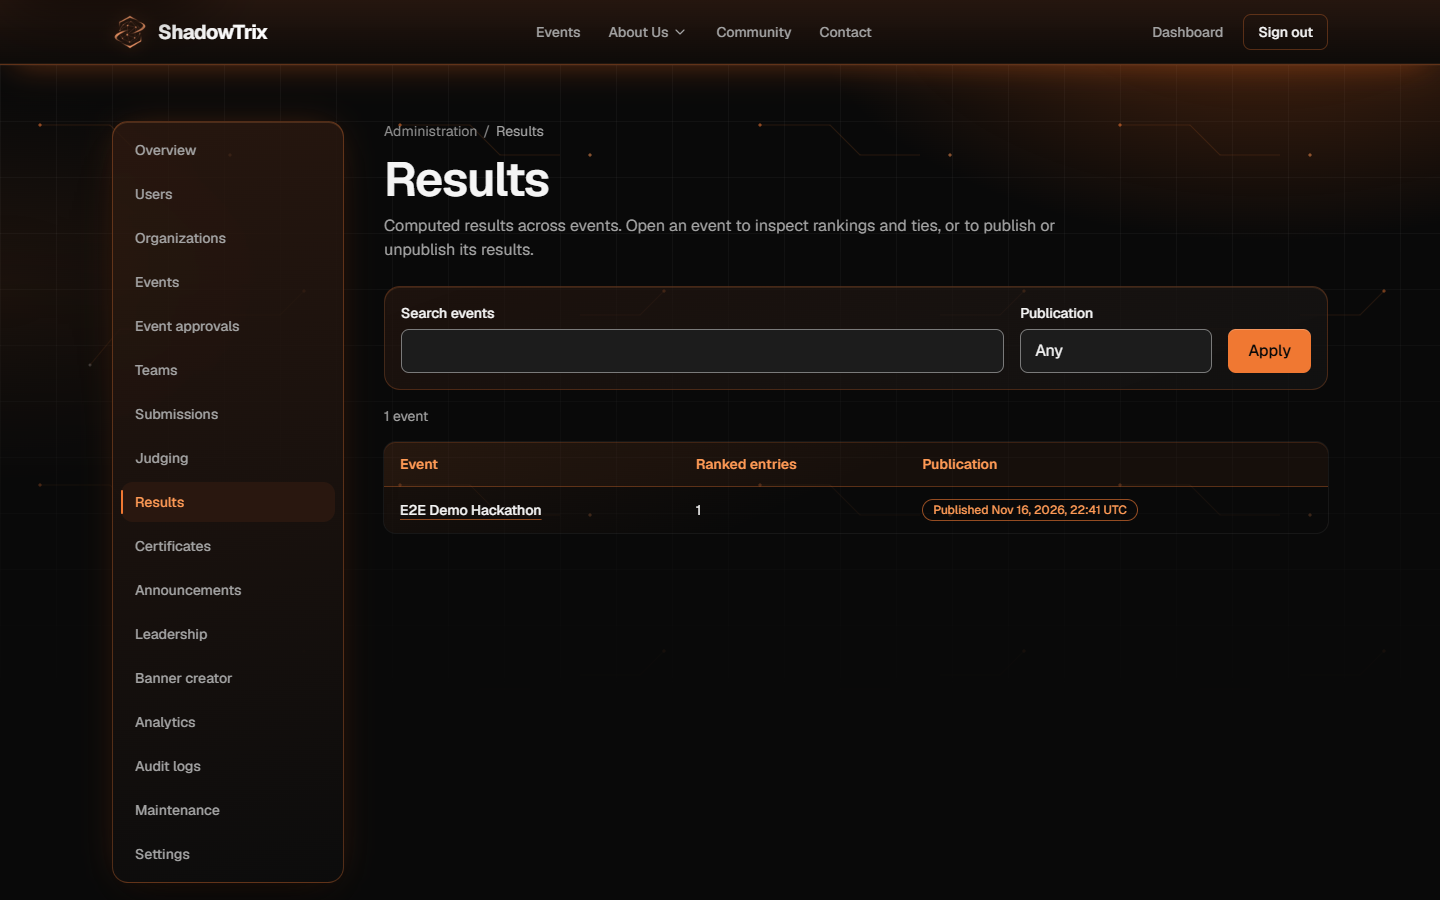 ShadowTrix
Events
About Us
Community
Contact
Dashboard
Sign out
Overview
Users
Organizations
Events
Event approvals
Teams
Submissions
Judging
Results
Certificates
Announcements
Leadership
Banner creator
Analytics
Audit logs
Maintenance
Settings
Administration / Results
Results
Computed results across events. Open an event to inspect rankings and ties, or to publish or
unpublish its results.
Search events
Publication
Any
Apply
1 event
Event Ranked entries Publication
E2E Demo Hackathon 1 Published Nov 16, 2026, 22:41 UTC